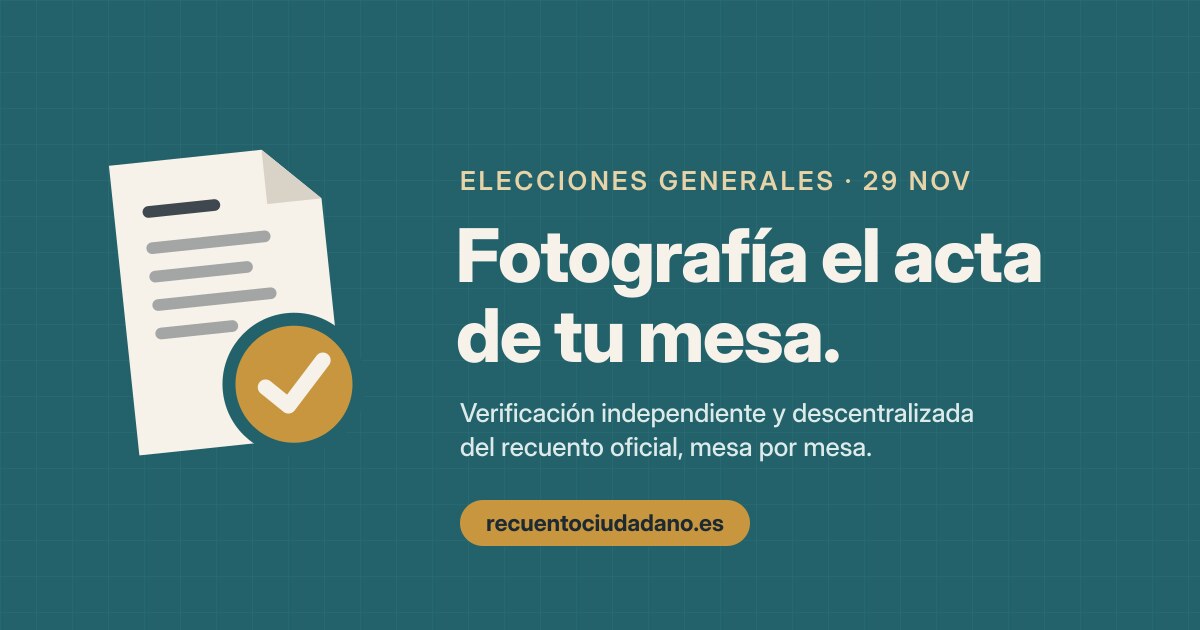 ELECCIONES GENERALES · 29 NOV
Fotografía el acta
de tu mesa.
Verificación independiente y descentralizada
del recuento oficial, mesa por mesa.
recuentociudadano.es